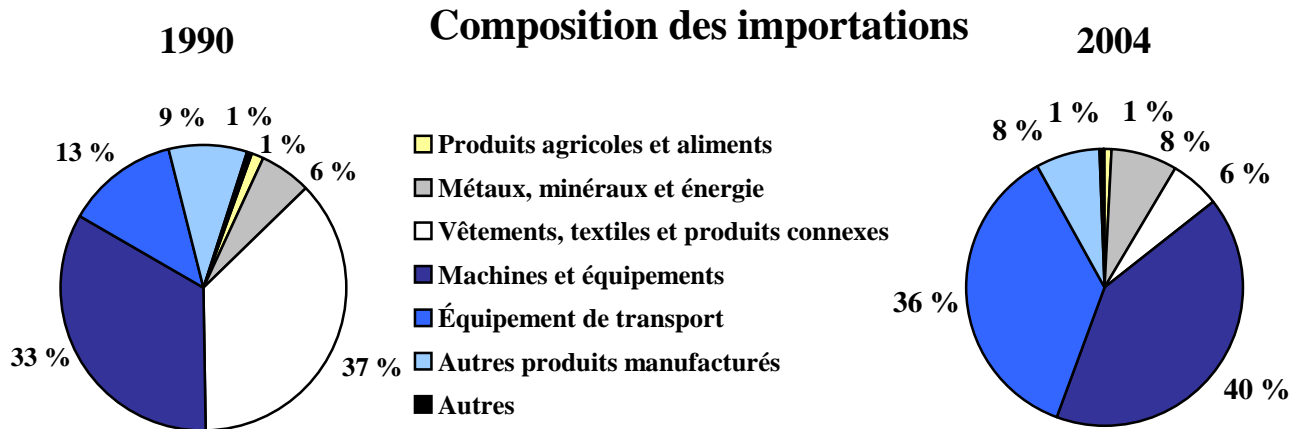 Composition des importations
1990
9 %
1 %
1 %
6 %
13 %
33 %
37 %
Produits agricoles et aliments
Métaux, minéraux et énergie
Vêtements, textiles et produits connexes
Machines et équipements
Équipement de transport
Autres produits manufacturés
Autres
2004
1 %
1 %
8 %
8 %
6 %
36 %
40 %